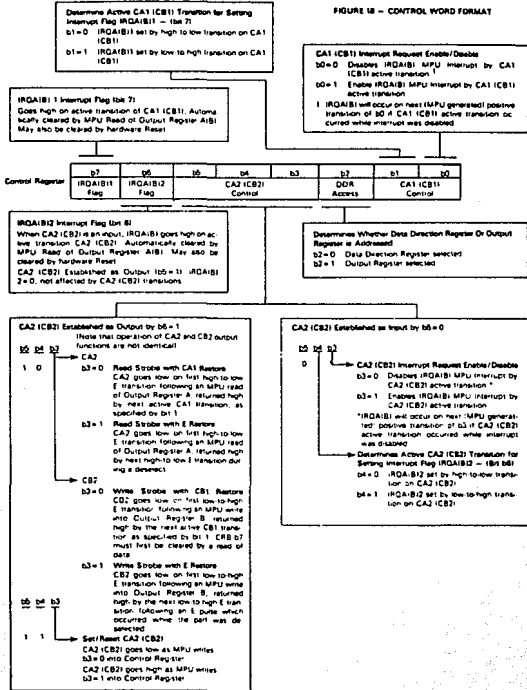 FIGURE 18 – CONTROL WORD FORMAT
Determine Active CA1 (CB1) Transition for Setting
Interrupt Flag IRQA(B)1 – (bit 7)
b1=0 IRQA(B)1 set by high to low transition on CA1
(CB1)
b1=1 IRQA(B)1 set by low-to-high transition on CA1
(CB1)
CA1 (CB1) Interrupt Request Enable/Disable
b0=0 Disables IRQA(B) MPU Interrupt by CA1
(CB1) active transition 1
b0=1 Enable IRQA(B) MPU Interrupt by CA1 (CB1)
active transition
1 IRQA(B) will occur on next (MPU generated) positive
transition of b0 if CA1 (CB1) active transition oc
curred while interrupt was disabled
IRQA(B) 1 Interrupt Flag (bit 7)
Goes high on active transition of CA1 (CB1), Automa
tically cleared by MPU Read of Output Register A(B)
May also be cleared by hardware Reset
Control Register
b7 b6 b5 b4 b3 b2 b1 b0
IRQA(B)1 Flag
IRQA(B)2 Flag
CA2 (CB2) Control
DDR Access
CA1 (CB1) Control
IRQA(B)2 Interrupt Flag (bit 6)
When CA2 (CB2) is an input, IRQA(B) goes high on ac
tive transition CA2 (CB2) Automatically cleared by
MPU Read of Output Register A(B) May also be
cleared by hardware Reset
CA2 (CB2) Established as Output (b5=1) IRQA(B)
2=0, not affected by CA2 (CB2) transitions
Determines Whether Data Direction Register Or Output
Register is Addressed
b2=0 Data Direction Register selected
b2=1 Output Register selected
CA2 (CB2) Established as Output by b5=1
(Note that operation of CA2 and CB2 output
functions are not identical)
b5 b4 b3
CA2
1 0
b3=0 Read Strobe with CA1 Restore
CA2 goes low on first high-to-low
E transition following an MPU read
of Output Register A, returned high
by next active CA1 transition, as
specified by bit 1
b3=1 Read Strobe with E Restore
CA2 goes low on first high-to-low
E transition following an MPU read
of Output Register A, returned high
by next high-to-low E transition dur
ing a deselect
CB2
b3=0 Write Strobe with CB1 Restore
CB2 goes low on first low-to-high
E transition following an MPU write
into Output Register B, returned
high by the next active CB1 transi
tion as specified by bit 1 CRB b7
must first be cleared by a read of
data
b3=1 Write Strobe with E Restore
CB2 goes low on first low-to-high
E transition following an MPU write
into Output Register B, returned
high by the next low to high E tran
sition following an E pulse which
occurred while the part was de
selected
b5 b4 b3
1 1 Set/Reset CA2 (CB2)
CA2 (CB2) goes low as MPU writes
b3=0 into Control Register
CA2 (CB2) goes high as MPU writes
b3=1 into Control Register
CA2 (CB2) Established as Input by b5=0
b5 b4 b3
0
CA2 (CB2) Interrupt Request Enable/Disable
b3=0 Disables IRQA(B) MPU Interrupt by
CA2 (CB2) active transition *
b3=1 Enables IRQA(B) MPU Interrupt by
CA2 (CB2) active transition
*IRQA(B) will occur on next (MPU generat-
ed) positive transition of b3 if CA2 (CB2)
active transition occurred while interrupt
was disabled
Determines Active CA2 (CB2) Transition for
Setting Interrupt Flag IRQA(B)2 – (bit b6)
b4=0 IRQA(B)2 set by high-to-low transi-
tion on CA2 (CB2)
b4=1 IRQA(B)2 set by low-to-high transi-
tion on CA2 (CB2)